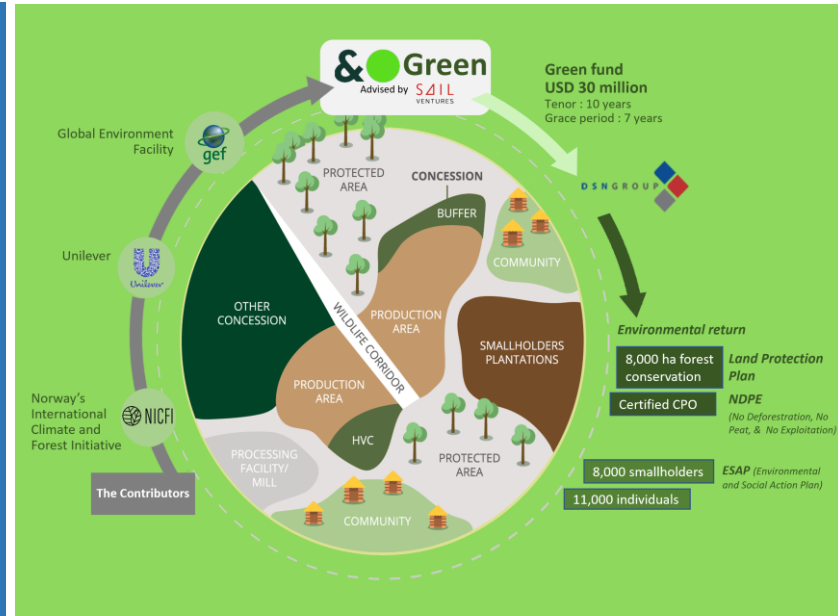 & Green
Advised by SAIL
VENTURES
Green fund
USD 30 million
Tenor : 10 years
Grace period : 7 years
Global Environment
Facility
gef
Unilever
Unilever
Norway's
International
Climate and
Forest Initiative
NICFI
The Contributors
DSNGROUP
PROTECTED
AREA
CONCESSION
BUFFER
COMMUNITY
OTHER
CONCESSION
WILDLIFE CORRIDOR
PRODUCTION
AREA
SMALLHOLDERS
PLANTATIONS
PRODUCTION
AREA
HVC
PROTECTED
AREA
PROCESSING
FACILITY/
MILL
COMMUNITY
Environmental return
8,000 ha forest
conservation
Land Protection
Plan
Certified CPO
NDPE
(No Deforestation, No
Peat, & No Exploitation)
8,000 smallholders
ESAP (Environmental
and Social Action Plan)
11,000 individuals